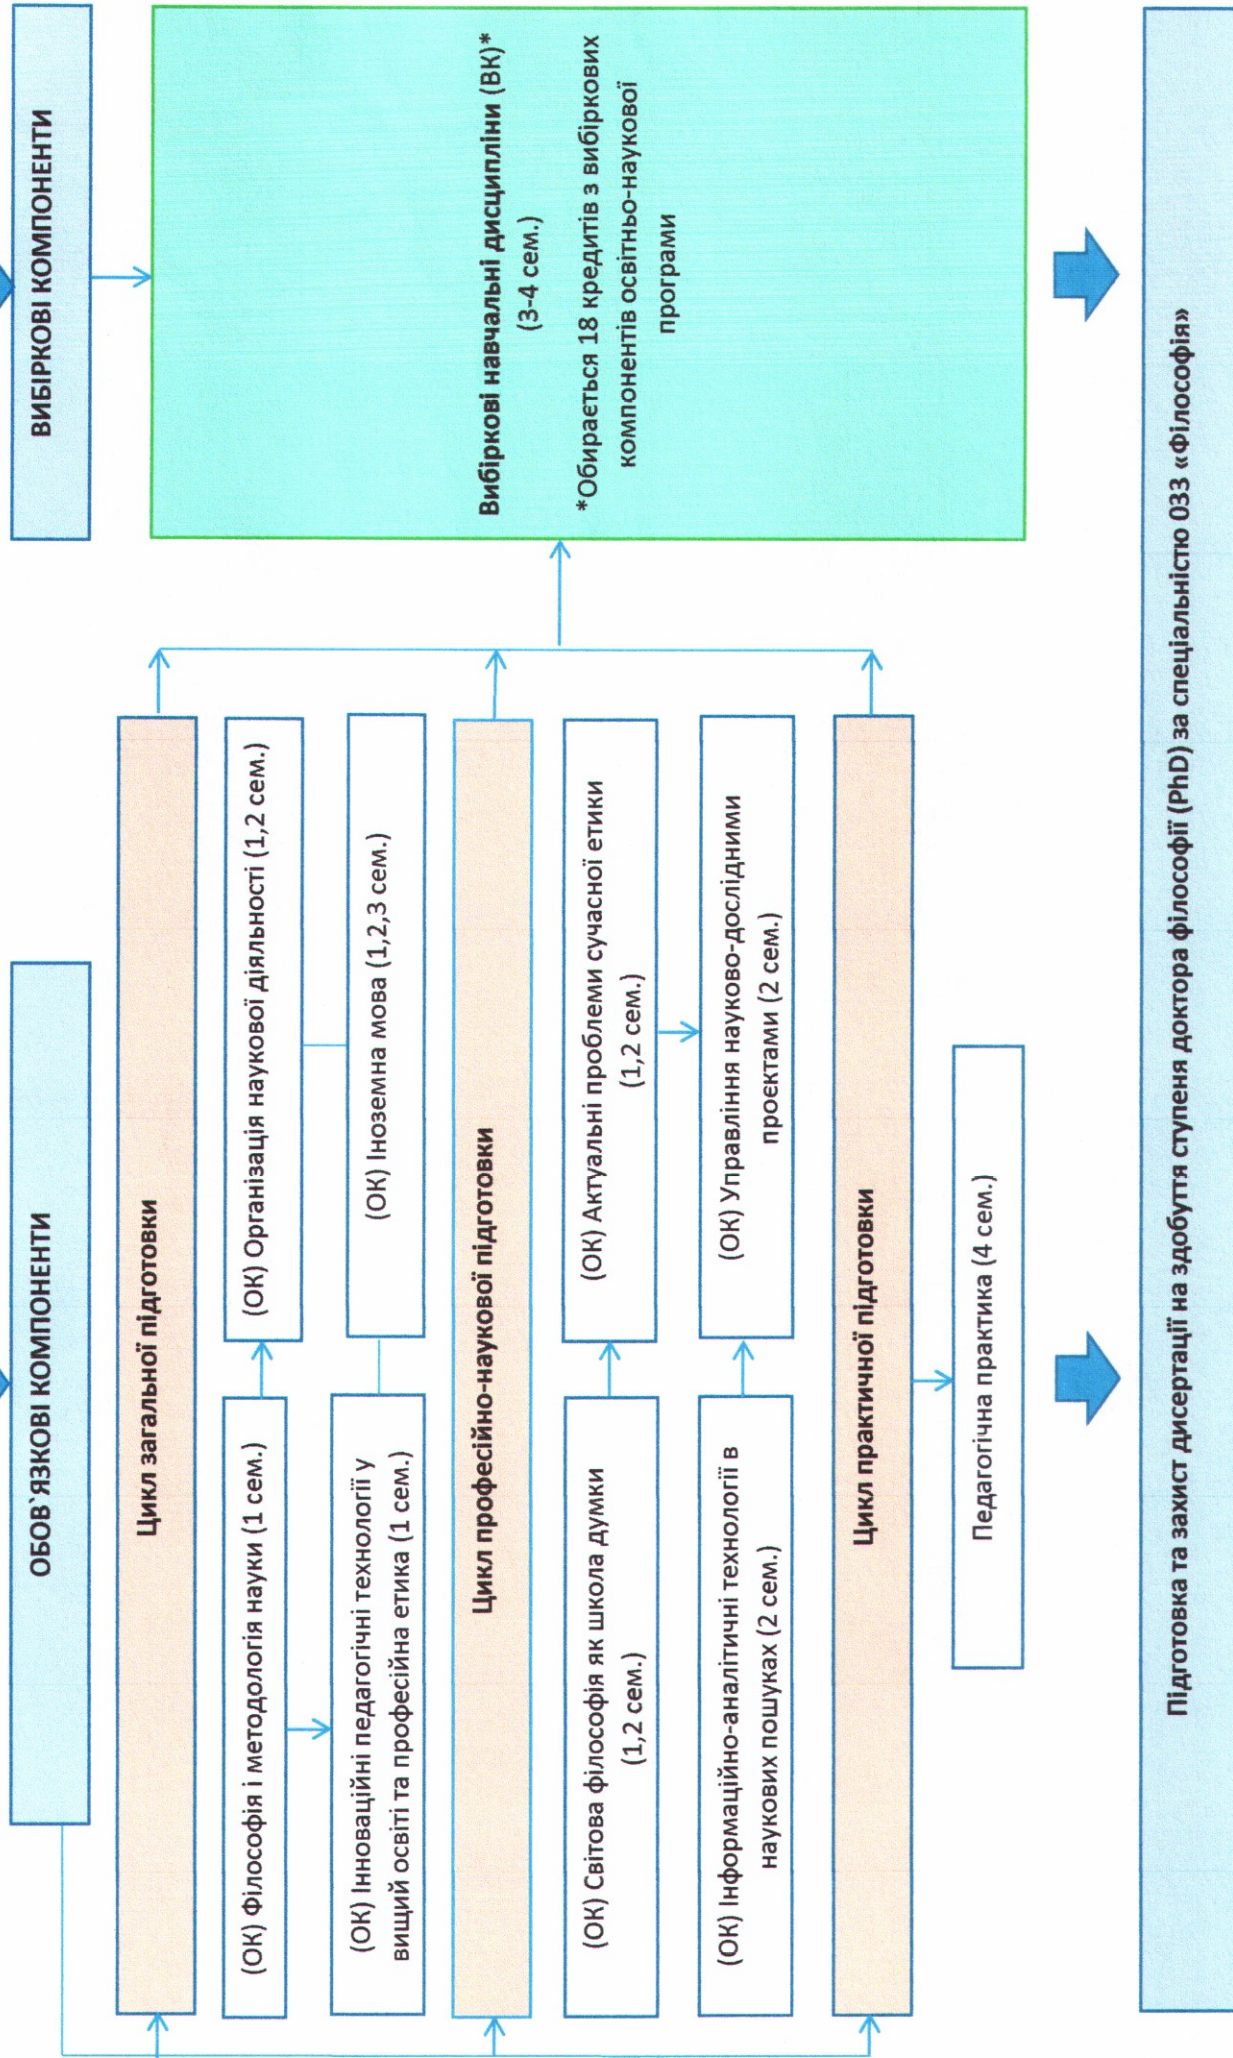 ОБОВ`ЯЗКОВІ КОМПОНЕНТИ
ВИБІРКОВІ КОМПОНЕНТИ
Цикл загальної підготовки
(ОК) Філософія і методологія науки (1 сем.)
(ОК) Організація наукової діяльності (1,2 сем.)
(ОК) Інноваційні педагогічні технології у
вищий освіті та професійна етика (1 сем.)
(ОК) Іноземна мова (1,2,3 сем.)
Цикл професійно-наукової підготовки
(ОК) Світова філософія як школа думки
(1,2 сем.)
(ОК) Актуальні проблеми сучасної етики
(1,2 сем.)
(ОК) Інформаційно-аналітичні технології в
наукових пошуках (2 сем.)
(ОК) Управління науково-дослідними
проєктами (2 сем.)
Цикл практичної підготовки
Педагогічна практика (4 сем.)
Вибіркові навчальні дисципліни (ВК)*
(3-4 сем.)
*Обирається 18 кредитів з вибіркових
компонентів освітньо-наукової
програми
Підготовка та захист дисертації на здобуття ступеня доктора філософії (PhD) за спеціальністю 033 «Філософія»